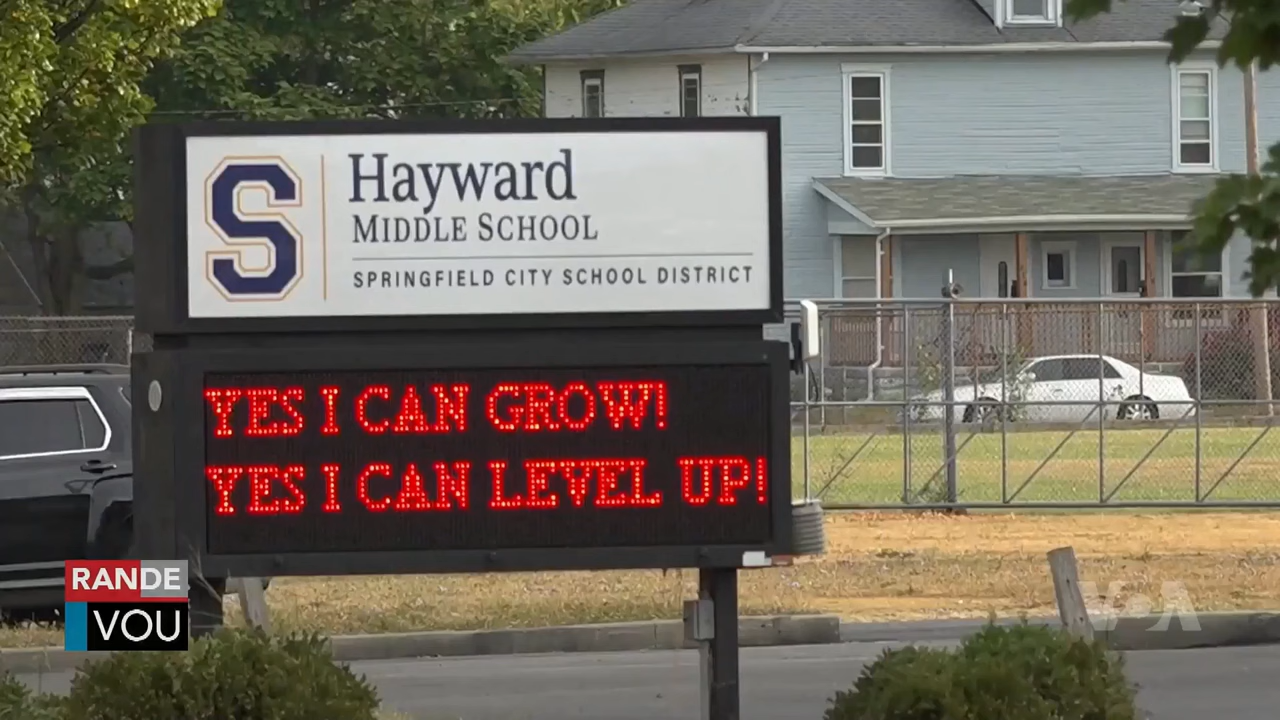 S
Hayward
MIDDLE SCHOOL
SPRINGFIELD CITY SCHOOL DISTRICT
YES I CAN GROW!
YES I CAN LEVEL UP!
RANDE
VOU
VOA